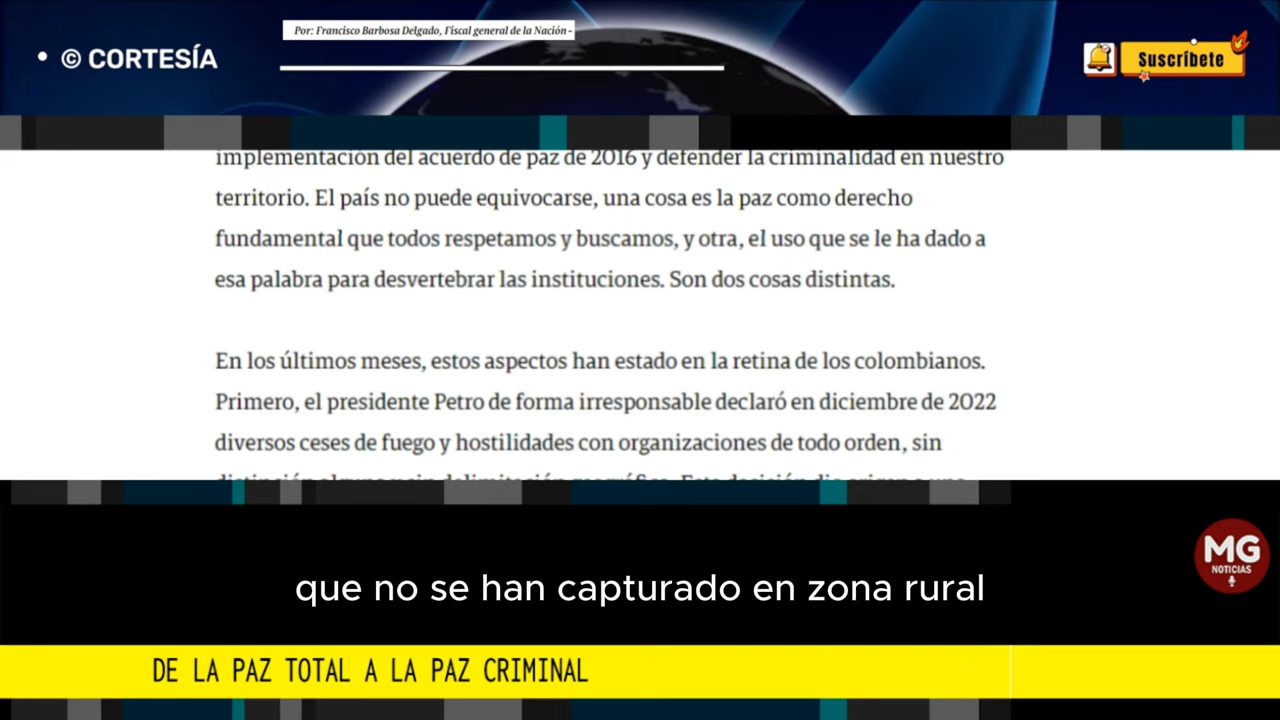 Por: Francisco Barbosa Delgado, Fiscal general de la Nación -
• © CORTESÍA
Suscríbete
implementación del acuerdo de paz de 2016 y defender la criminalidad en nuestro
territorio. El país no puede equivocarse, una cosa es la paz como derecho
fundamental que todos respetamos y buscamos, y otra, el uso que se le ha dado a
esa palabra para desvertebrar las instituciones. Son dos cosas distintas.
En los últimos meses, estos aspectos han estado en la retina de los colombianos.
Primero, el presidente Petro de forma irresponsable declaró en diciembre de 2022
diversos ceses de fuego y hostilidades con organizaciones de todo orden, sin
MG
NOTICIAS
que no se han capturado en zona rural
DE LA PAZ TOTAL A LA PAZ CRIMINAL